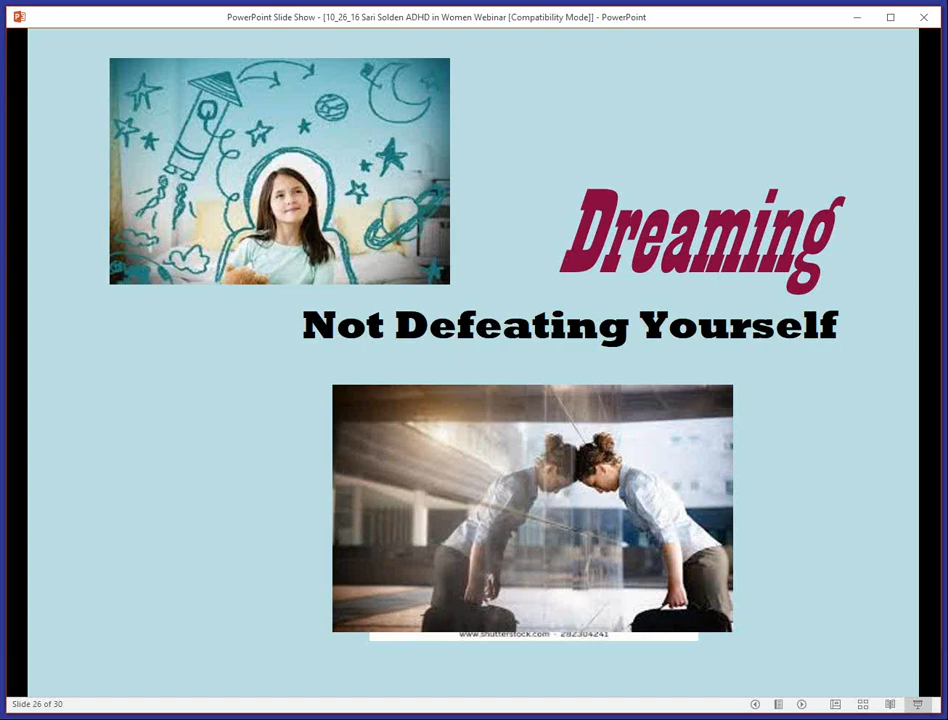 PowerPoint Slide Show - [10_26_16 Sari Solden ADHD in Women Webinar [Compatibility Mode]] - PowerPoint
Dreaming
Not Defeating Yourself
www.shutterstock.com - 282304241
Slide 26 of 30